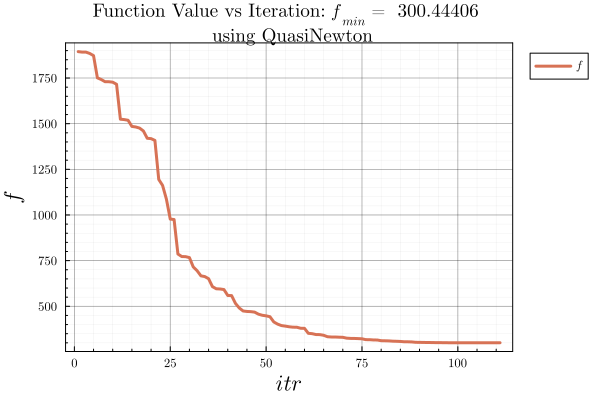 Function Value vs Iteration: f_min = 300.44406
using QuasiNewton
f
1750
1500
1250
1000
750
500
f
0
25
50
75
100
itr